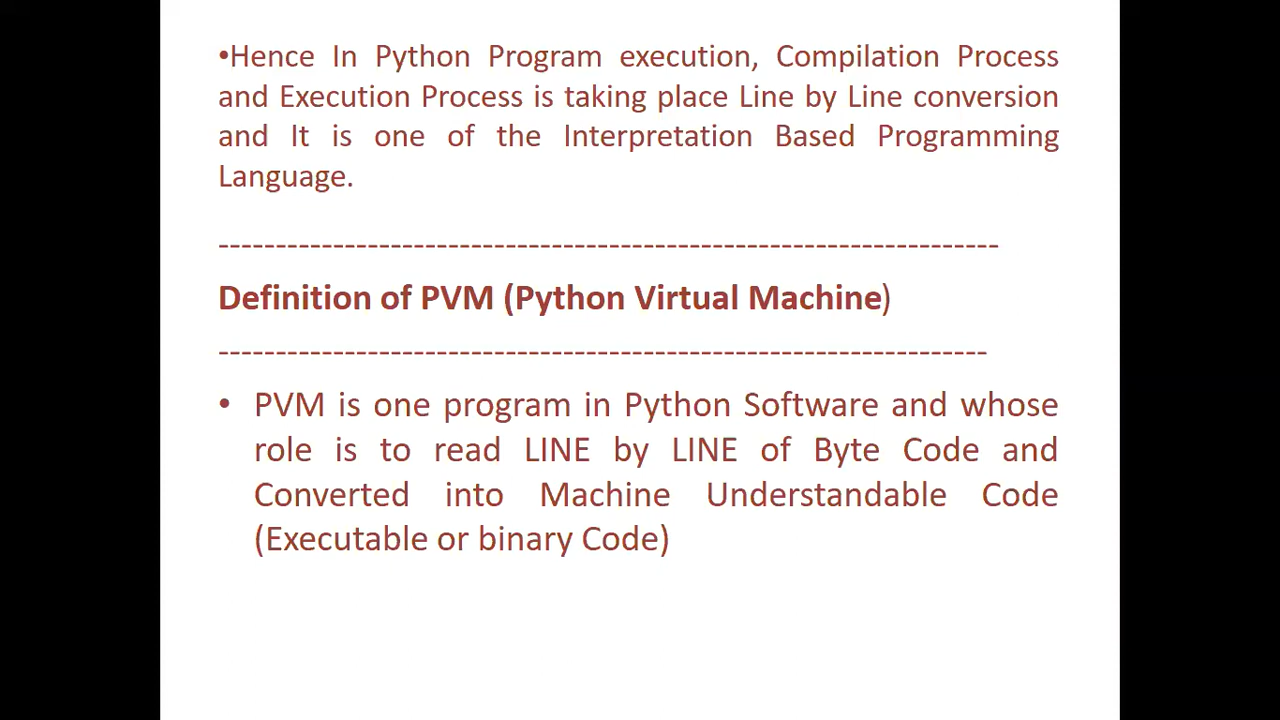 •Hence In Python Program execution, Compilation Process
and Execution Process is taking place Line by Line conversion
and It is one of the Interpretation Based Programming
Language.
--------------------------------------------------------------------
Definition of PVM (Python Virtual Machine)
-------------------------------------------------------------------
• PVM is one program in Python Software and whose
role is to read LINE by LINE of Byte Code and
Converted into Machine Understandable Code
(Executable or binary Code)